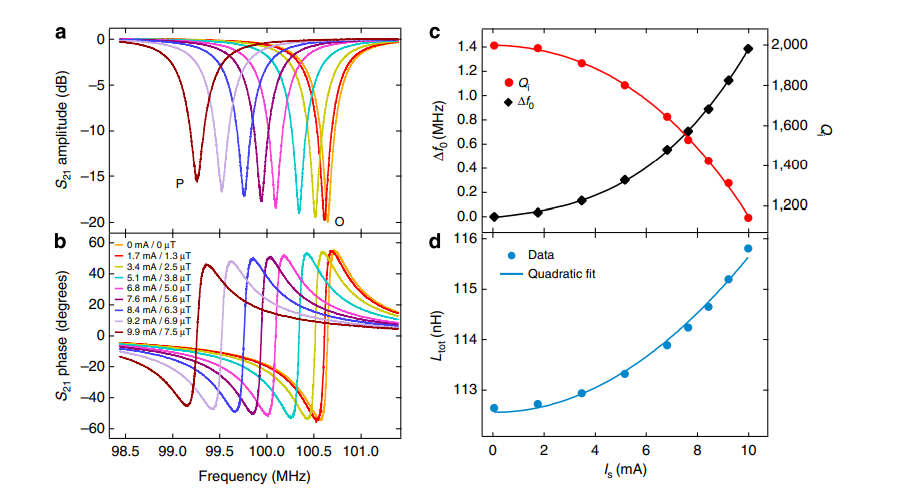 a
0
–5
–10
–15
–20
S21 amplitude (dB)
P
O
b
60
40
20
0
–20
–40
–60
S21 phase (degrees)
0 mA / 0 μT
1.7 mA / 1.3 μT
3.4 mA / 2.5 μT
5.1 mA / 3.8 μT
6.8 mA / 5.0 μT
7.6 mA / 5.6 μT
8.4 mA / 6.3 μT
9.2 mA / 6.9 μT
9.9 mA / 7.5 μT
98.5 99.0 99.5 100.0 100.5 101.0
Frequency (MHz)
c
1.4
1.2
1.0
0.8
0.6
0.4
0.2
0.0
Δf0 (MHz)
Qi
Δf0
2,000
1,800
1,600
1,400
1,200
Qi
d
116
115
114
113
Ltot (nH)
Data
Quadratic fit
0 2 4 6 8 10
Is (mA)